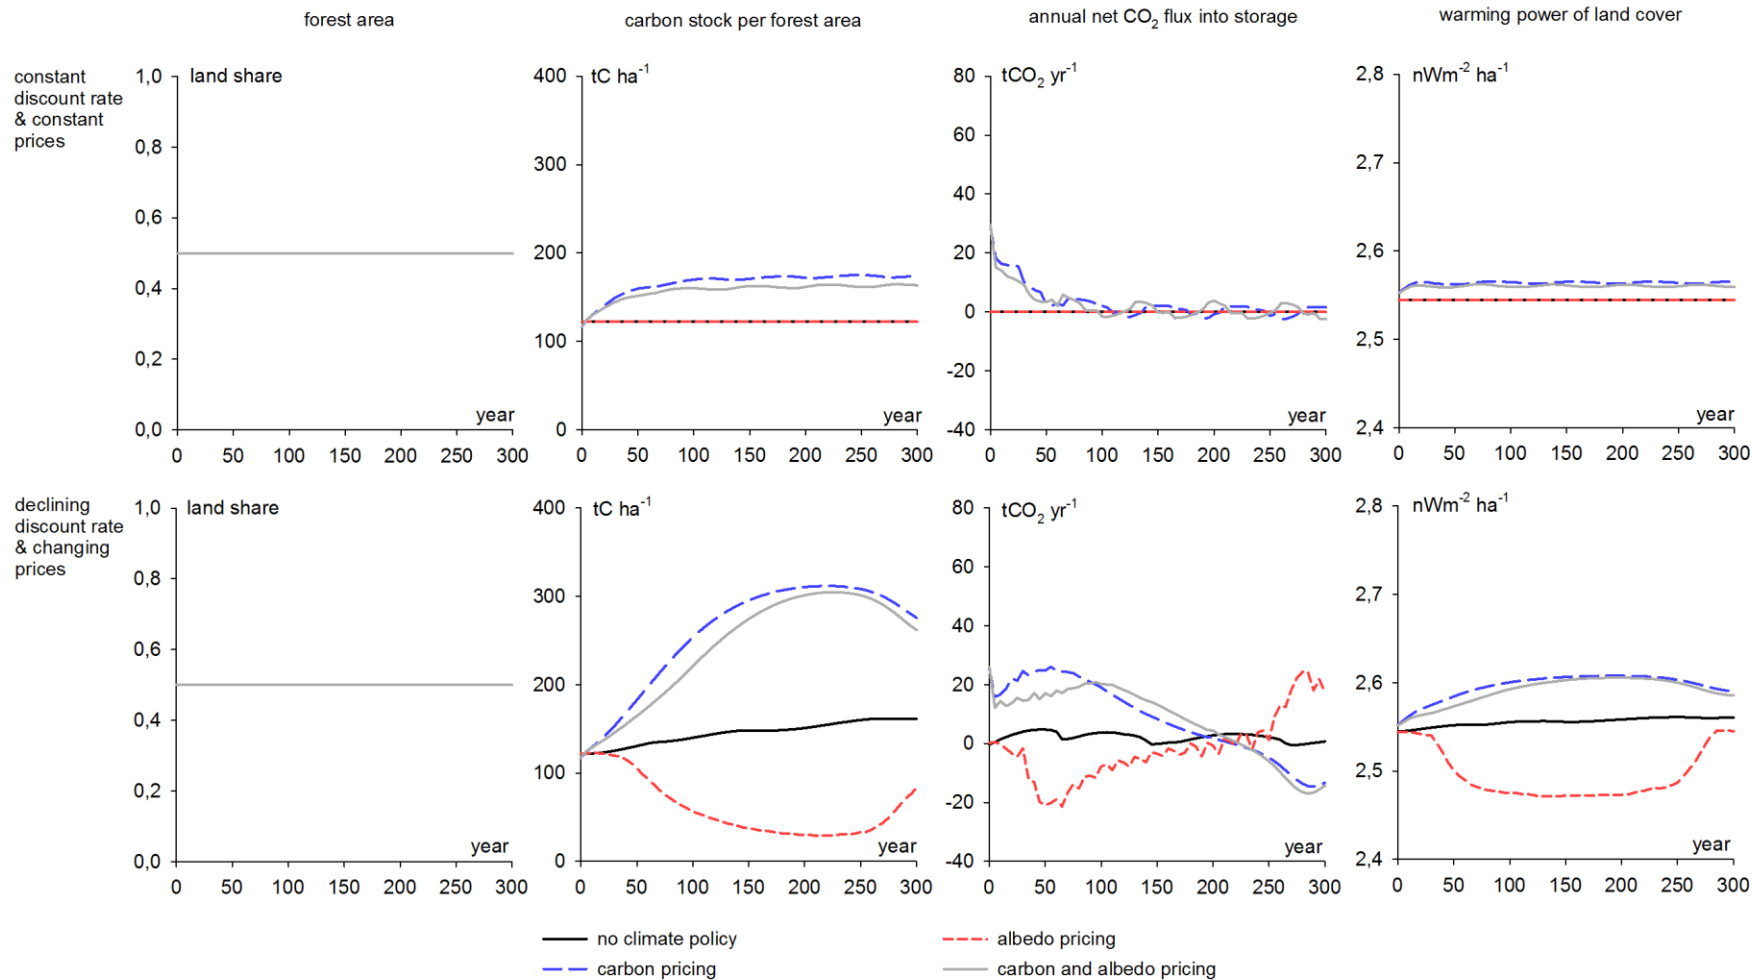 forest area
carbon stock per forest area
annual net CO₂ flux into storage
warming power of land cover
constant
discount rate
& constant
prices
land share
1,0
0,8
0,6
0,4
0,2
0,0
year
0 50 100 150 200 250 300
tC ha⁻¹
400
300
200
100
0
year
0 50 100 150 200 250 300
tCO₂ yr⁻¹
80
60
40
20
0
-20
-40
year
0 50 100 150 200 250 300
nWm⁻² ha⁻¹
2,8
2,7
2,6
2,5
2,4
year
0 50 100 150 200 250 300
declining
discount rate
& changing
prices
land share
1,0
0,8
0,6
0,4
0,2
0,0
year
0 50 100 150 200 250 300
tC ha⁻¹
400
300
200
100
0
year
0 50 100 150 200 250 300
tCO₂ yr⁻¹
80
60
40
20
0
-20
-40
year
0 50 100 150 200 250 300
nWm⁻² ha⁻¹
2,8
2,7
2,6
2,5
2,4
year
0 50 100 150 200 250 300
no climate policy
albedo pricing
carbon pricing
carbon and albedo pricing